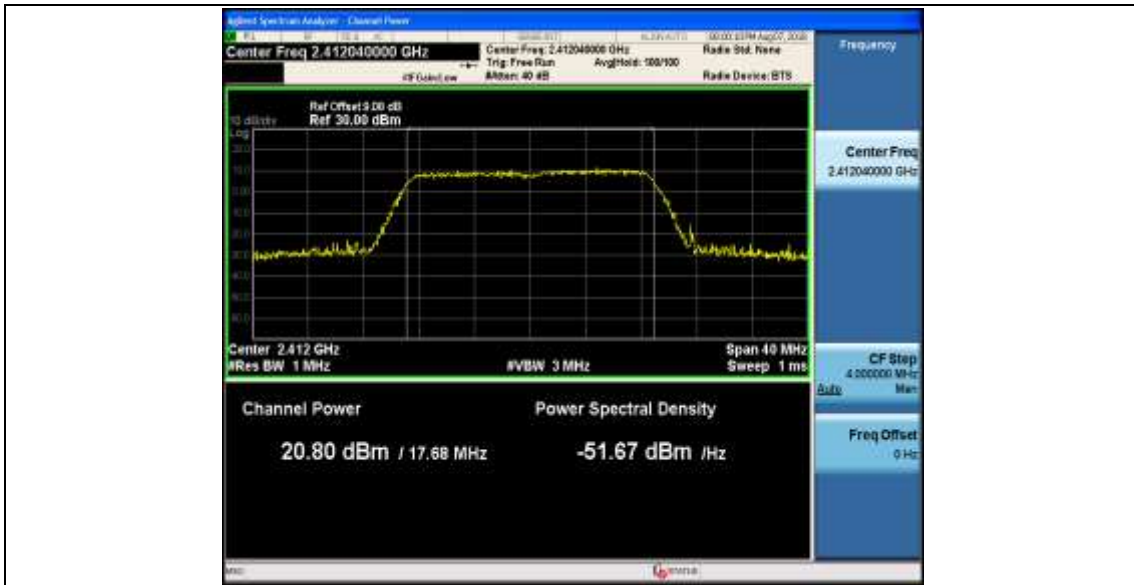 Agilent Spectrum Analyzer - Channel Power
Center Freq 2.412040000 GHz
Center Freq: 2.412040000 GHz
Radio Std: None
Trig: Free Run
Avg|Hold: 100/100
#IFGain:Low
#Atten: 40 dB
Radio Device: BTS
Frequency
Ref Offset 9.00 dB
10 dB/div
Ref 30.00 dBm
Log
Center Freq
2.412040000 GHz
Center 2.412 GHz
Span 40 MHz
#Res BW 1 MHz
#VBW 3 MHz
Sweep 1 ms
CF Step
4.000000 MHz
Auto
Man
Channel Power
Power Spectral Density
Freq Offset
0 Hz
20.80 dBm / 17.68 MHz
-51.67 dBm /Hz
MSG
STATUS